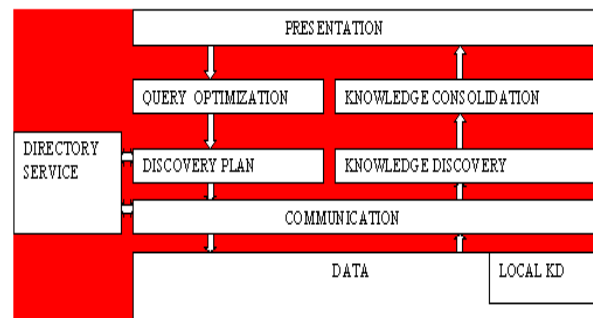 PRESENTATION
QUERY OPTIMIZATION
KNOWLEDGE CONSOLIDATION
DIRECTORY
SERVICE
DISCOVERY PLAN
KNOWLEDGE DISCOVERY
COMMUNICATION
DATA
LOCAL KD